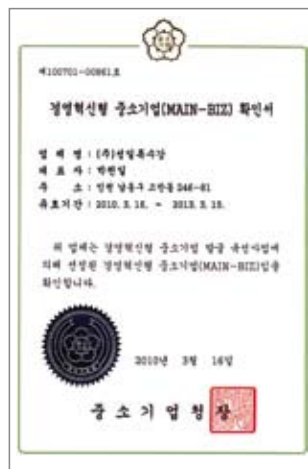 제100701-00861호
경영혁신형 중소기업(MAIN-BIZ) 확인서
업 체 명 : (주)성일특수강
대 표 자 :
주 소 : 인천 남동구 고잔동 246-81
유효기간 : 2010. 3. 16. ~ 2013. 3. 15.
위 업체는 경영혁신형 중소기업 발굴 육성사업에
의해 선정된 경영혁신형 중소기업(MAIN-BIZ)임을
확인합니다.
2010년 3월 16일
중 소 기 업 청 장